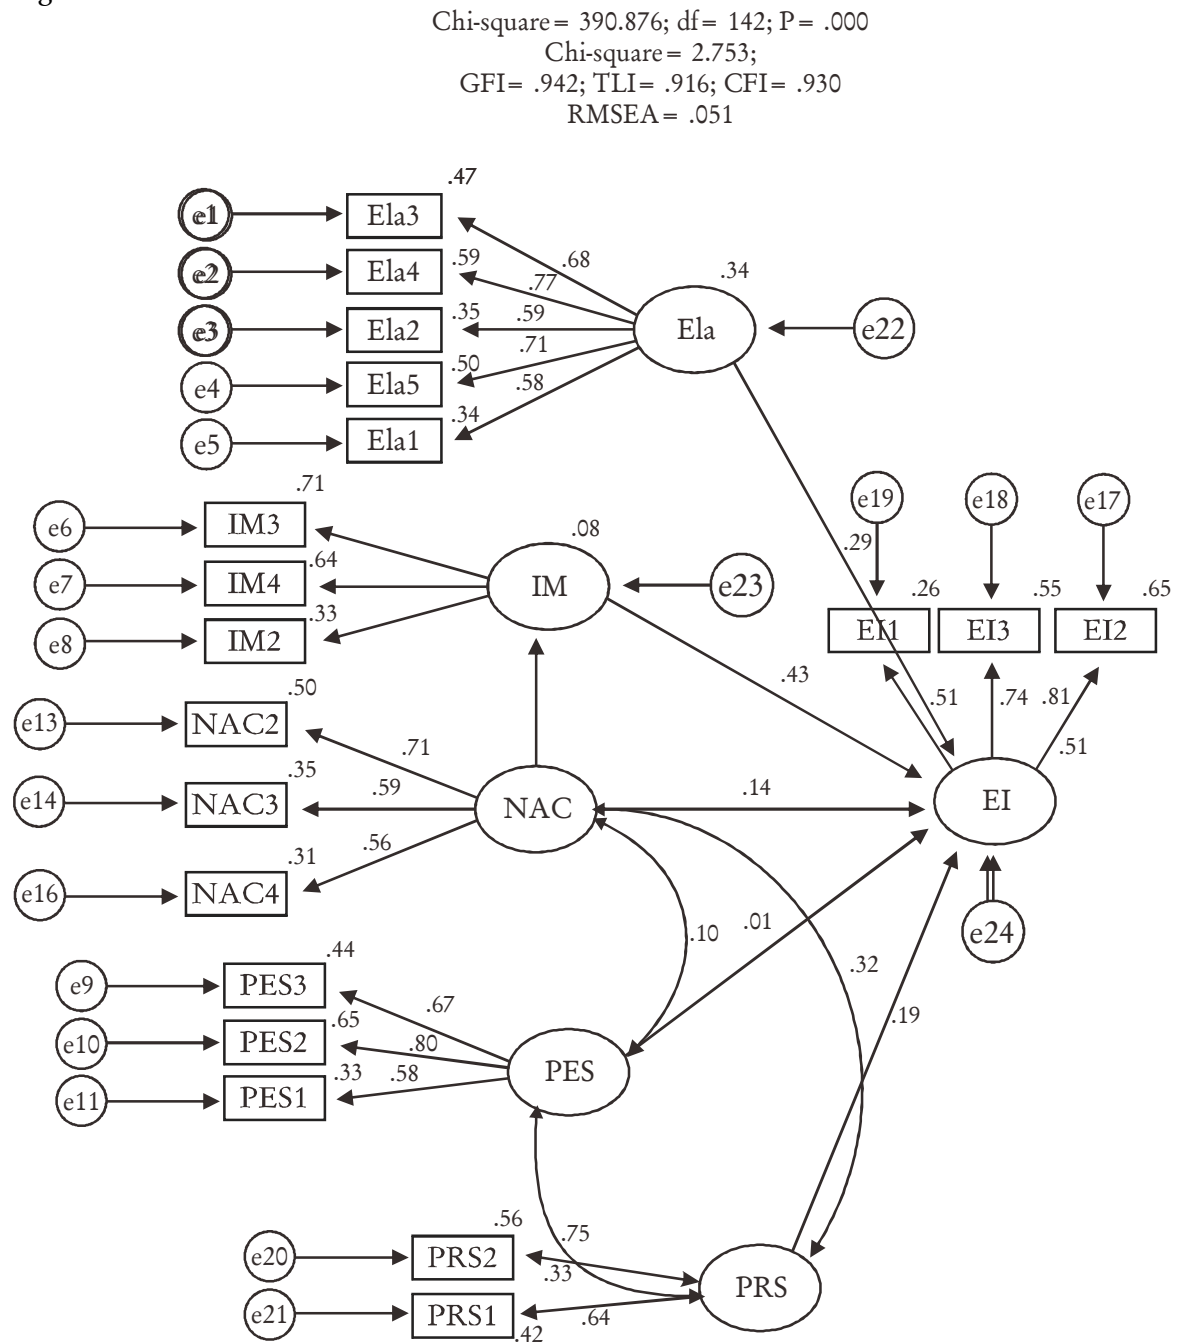 Chi-square = 390.876; df= 142; P= .000
Chi-square = 2.753;
GFI= .942; TLI= .916; CFI= .930
RMSEA = .051
.47
e1 Ela3
.68
e2 Ela4 .59
.77
.34
e3 Ela2 .35 .59 Ela e22
e4 Ela5 .50 .71
.58
e5 Ela1 .34
.71
e6 IM3
.08
e19 e18 e17
.29
e7 IM4 .64 IM e23
.26 .55 .65
e8 IM2 .33
EI1 EI3 EI2
.43
.50
e13 NAC2
.71
.51 .74 .81
.51
.35
e14 NAC3 .59 NAC .14 EI
.31 .56
e16 NAC4
.10 .01 e24
.32
.44
e9 PES3
.67
.19
.65
e10 PES2 .80
PES
e11 PES1 .33 .58
.56
.75
e20 PRS2
.33
PRS
e21 PRS1 .64
.42